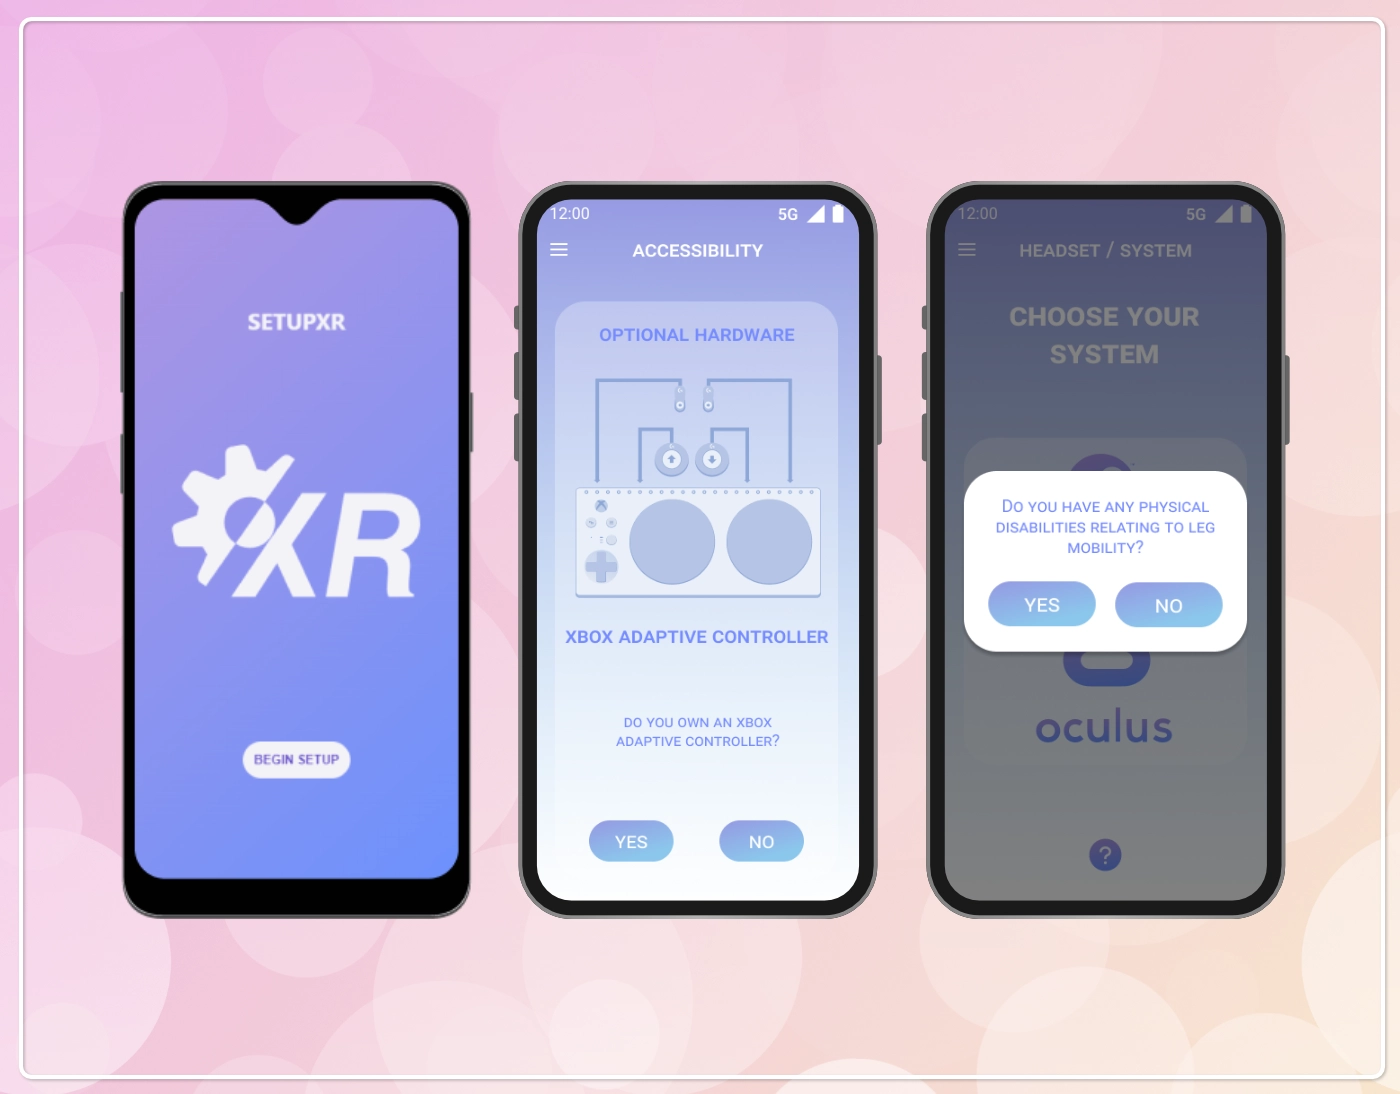 SETUPXR
XR
BEGIN SETUP
12:00
5G
ACCESSIBILITY
OPTIONAL HARDWARE
XBOX ADAPTIVE CONTROLLER
DO YOU OWN AN XBOX
ADAPTIVE CONTROLLER?
YES
NO
12:00
5G
HEADSET / SYSTEM
CHOOSE YOUR
SYSTEM
DO YOU HAVE ANY PHYSICAL
DISABILITIES RELATING TO LEG
MOBILITY?
YES
NO
oculus
?